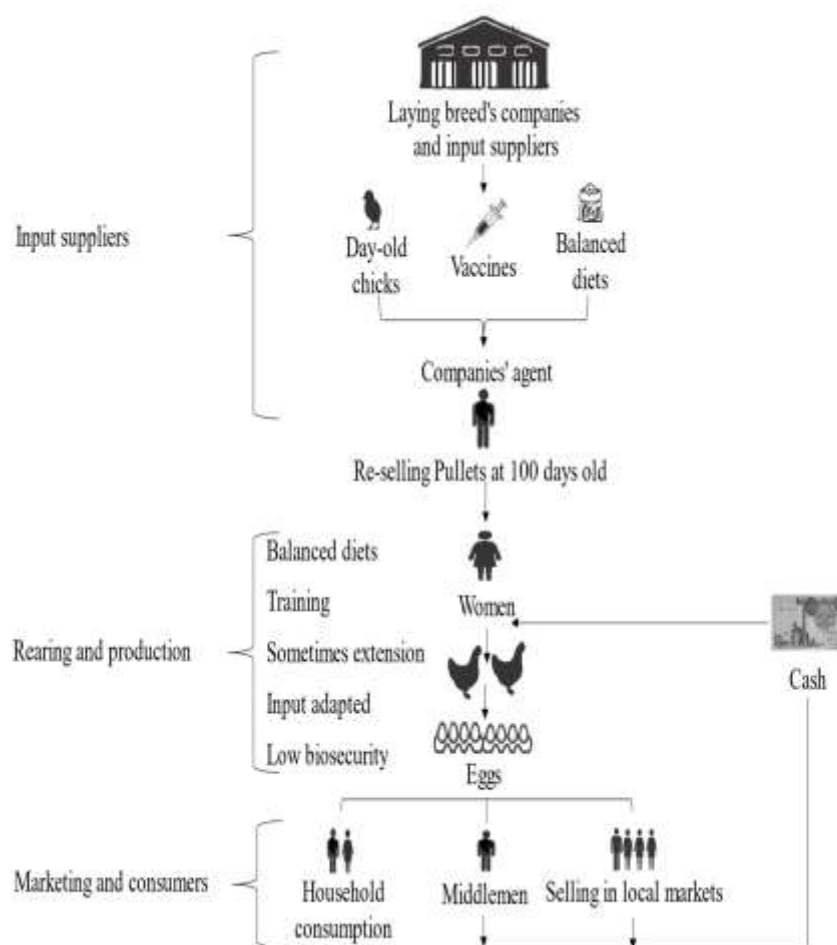 Laying breed's companies
and input suppliers
Input suppliers
Day-old
chicks
Vaccines
Balanced
diets
Companies' agent
Re-selling Pullets at 100 days old
Rearing and production
Balanced diets
Training
Sometimes extension
Input adapted
Low biosecurity
Women
Eggs
Cash
Marketing and consumers
Household
consumption
Middlemen
Selling in local markets